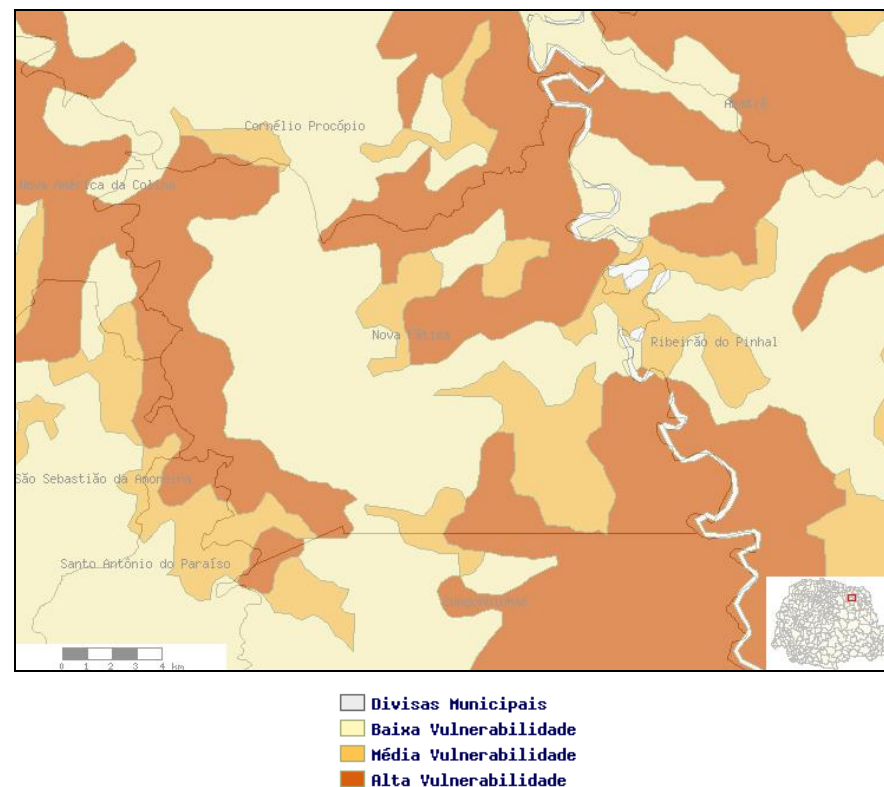 Cornélio Procópio
Abatiá
Nova América da Colina
Nova Fátima
Ribeirão do Pinhal
São Sebastião da Amoreira
Santo Antônio do Paraíso
Congonhinhas
0 1 2 3 4 km
Divisas Municipais
Baixa Vulnerabilidade
Média Vulnerabilidade
Alta Vulnerabilidade